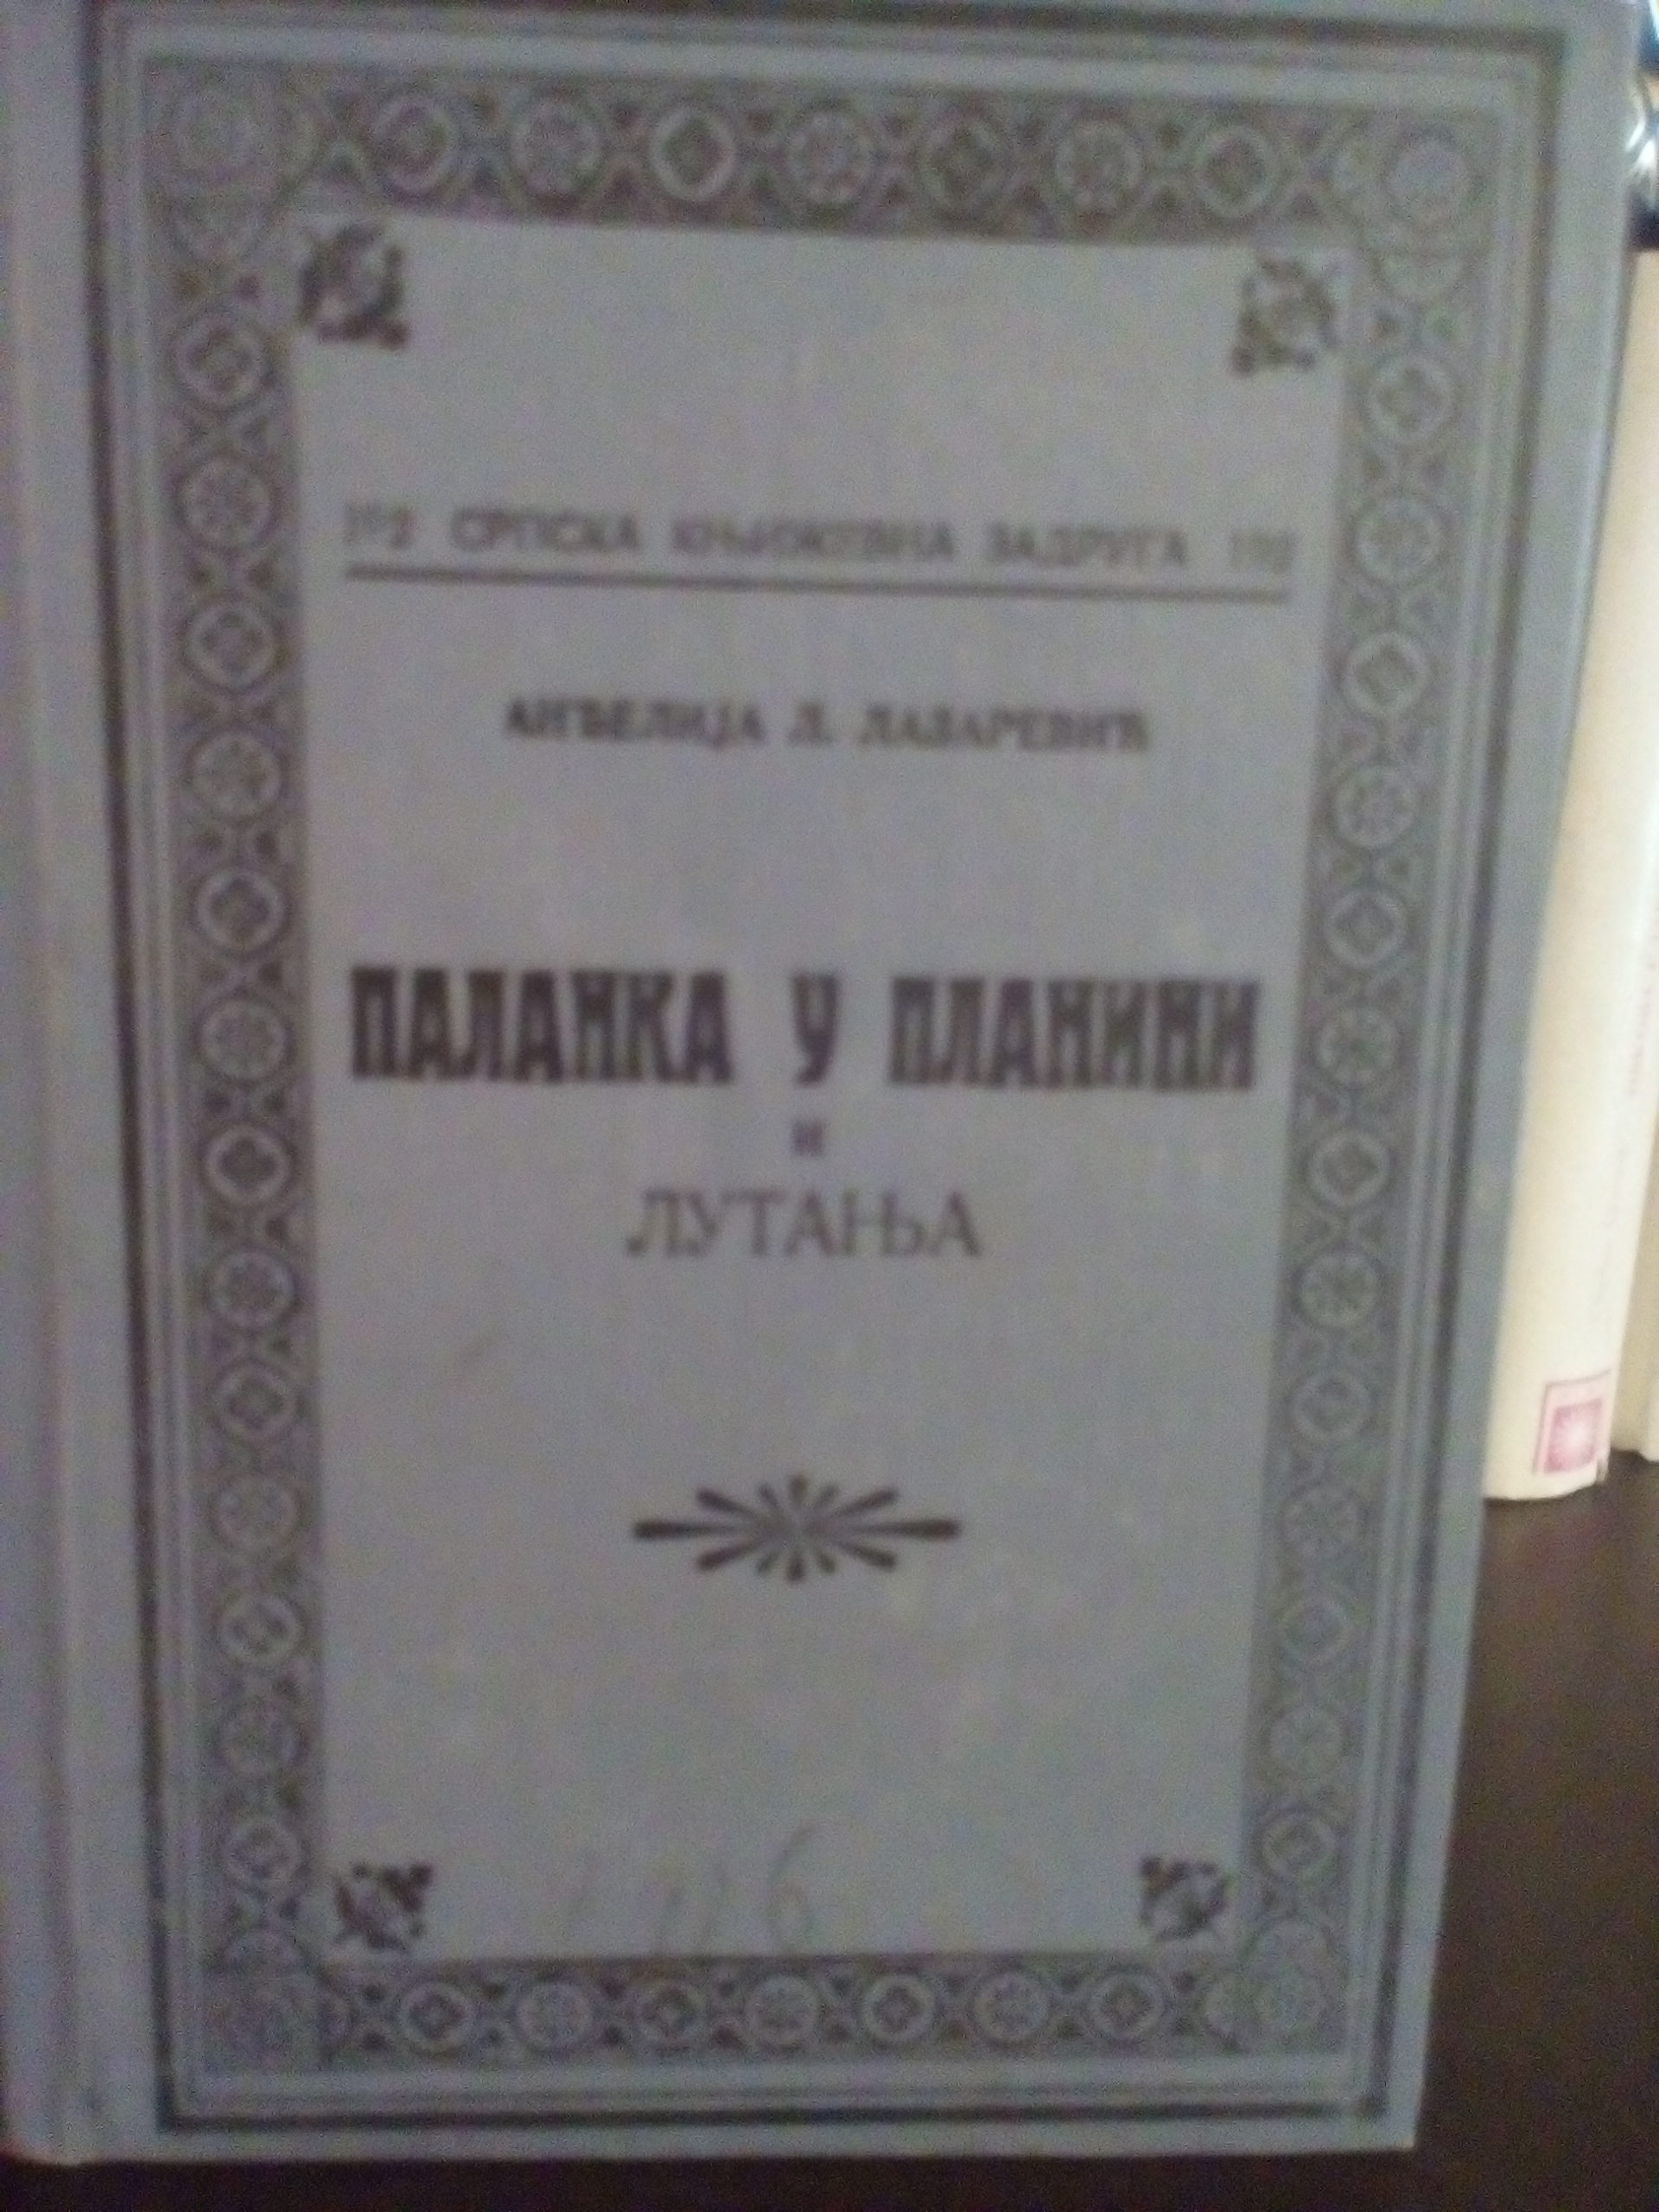 СРПСКА КЊИЖЕВНА ЗАДРУГА
АНЂЕЛИЈА Л. ЛАЗАРЕВИЋ
ПАЛАНКА У ПЛАНИНИ
И
ЛУТАЊА